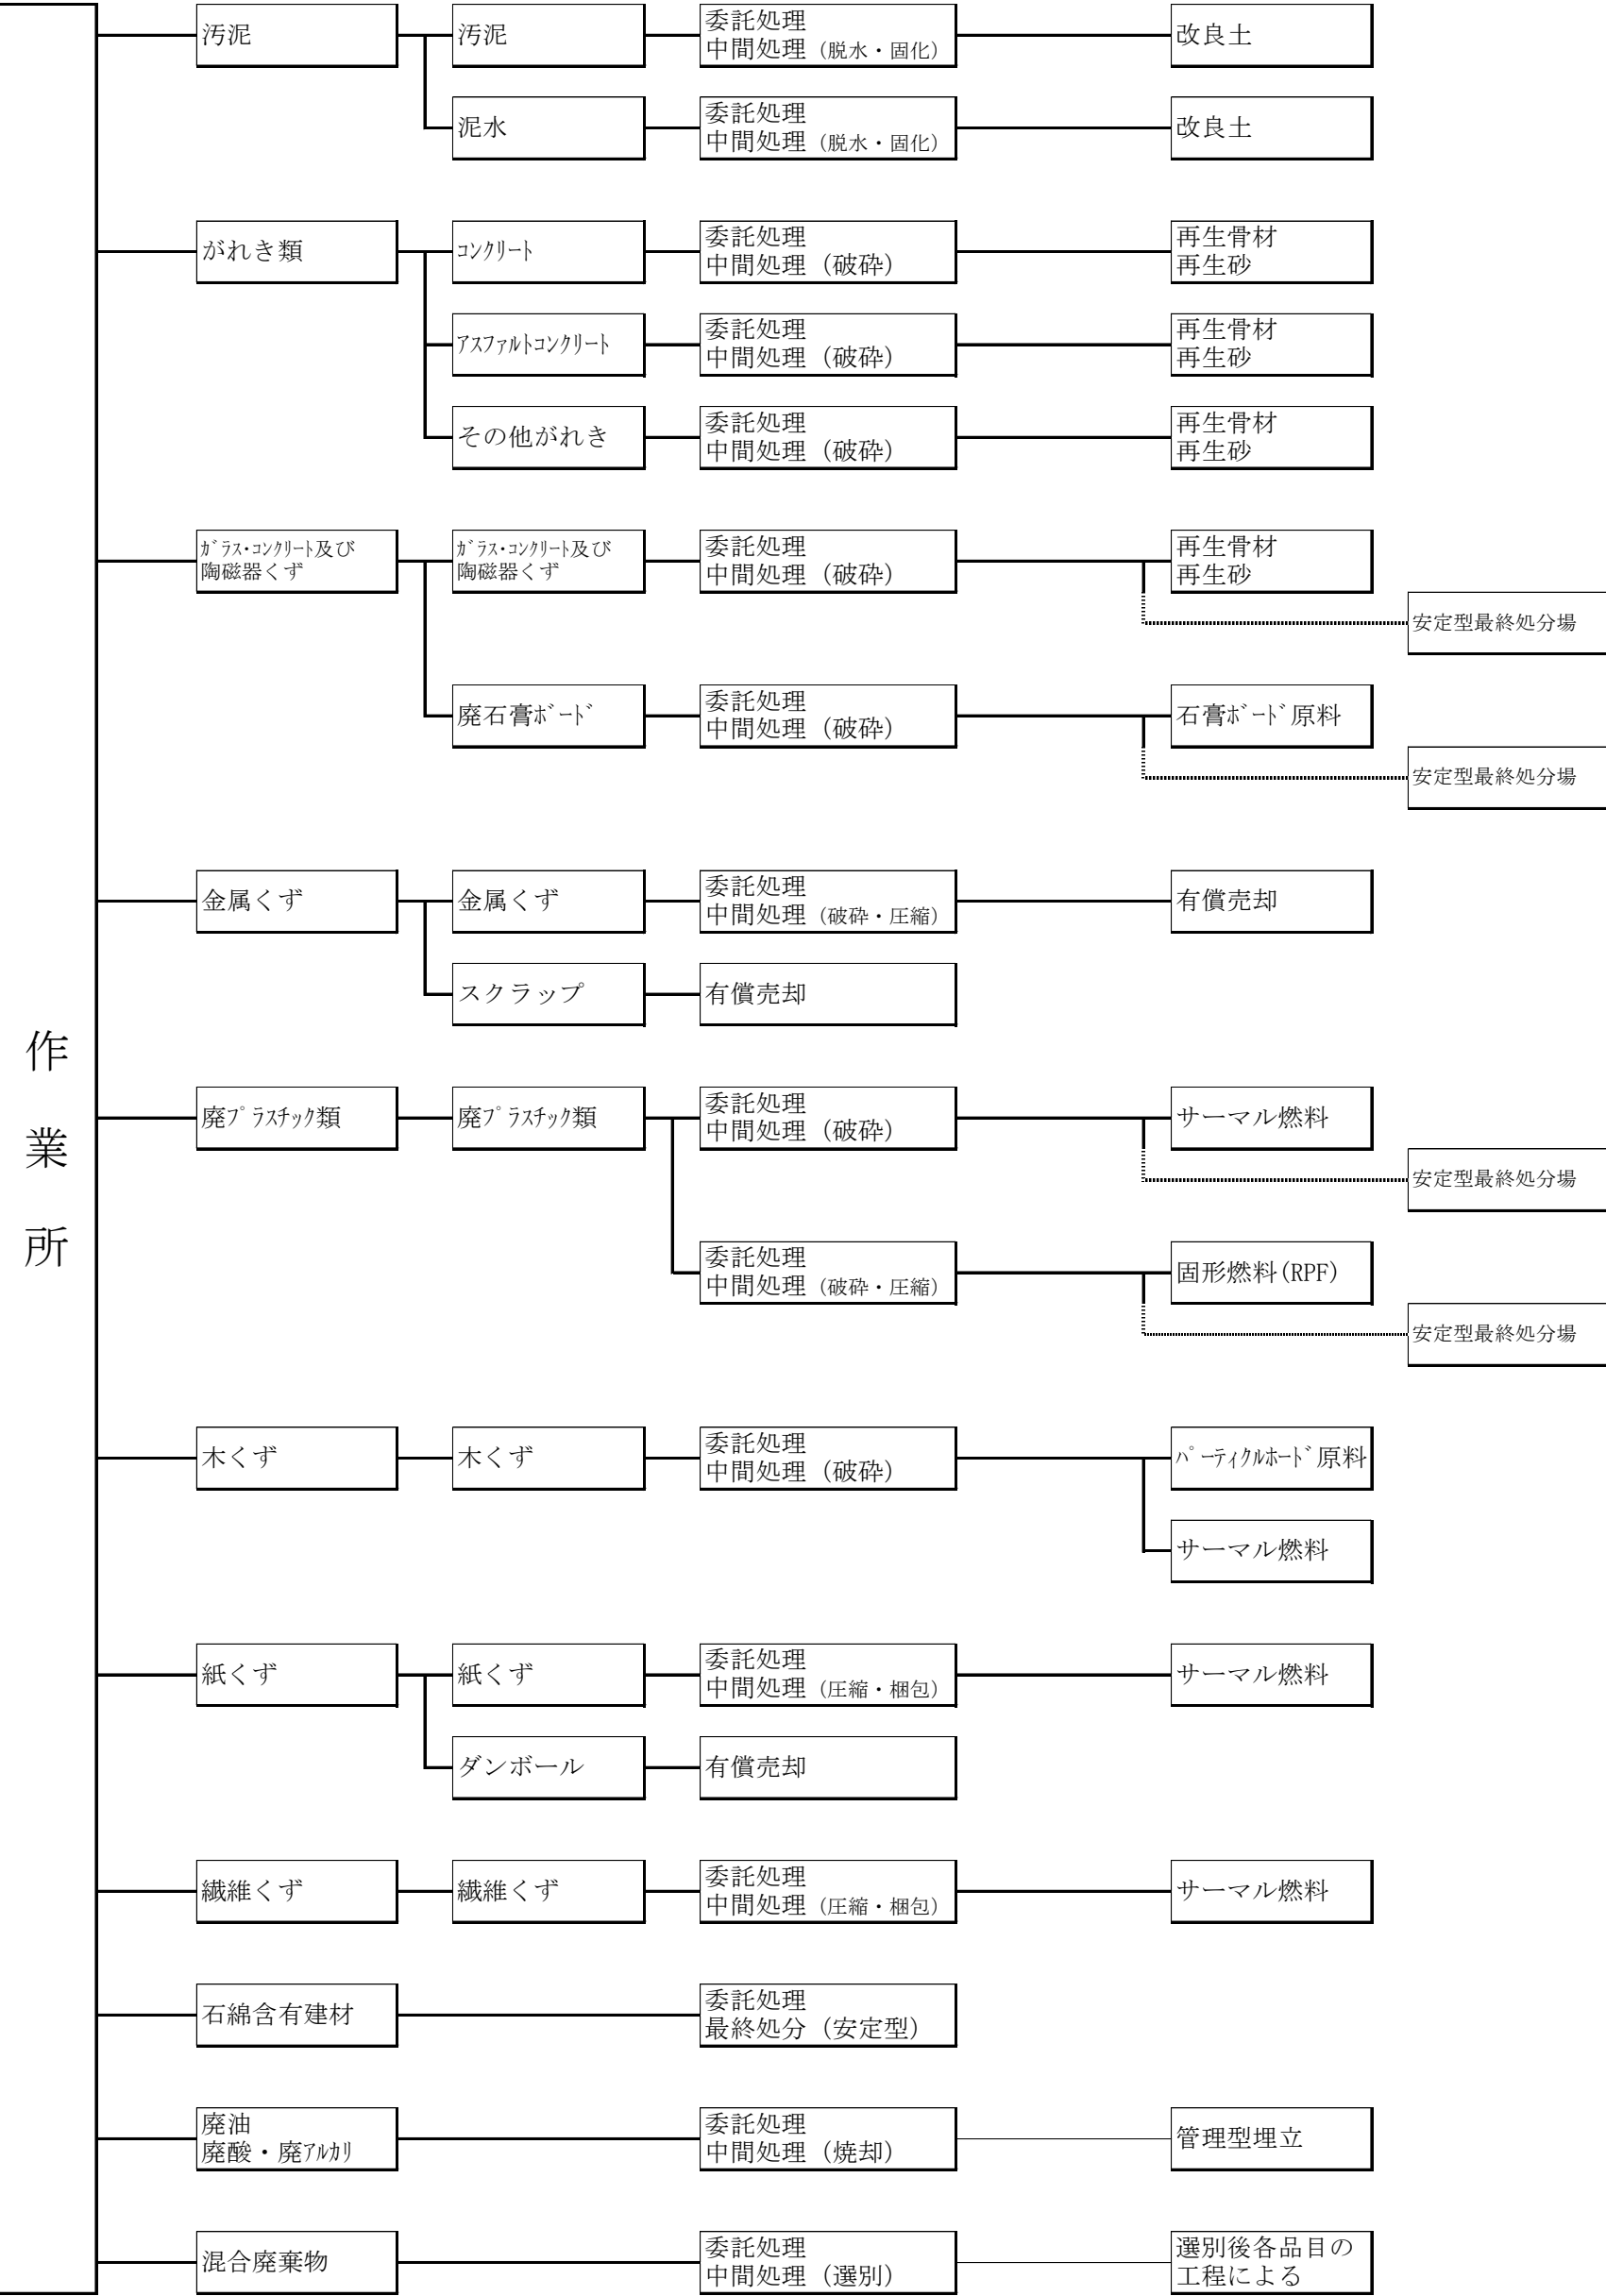 作
業
所
汚泥
汚泥
委託処理
中間処理（脱水・固化）
改良土
泥水
委託処理
中間処理（脱水・固化）
改良土
がれき類
ｺﾝｸﾘｰﾄ
委託処理
中間処理（破砕）
再生骨材
再生砂
ｱｽﾌｧﾙﾄｺﾝｸﾘｰﾄ
委託処理
中間処理（破砕）
再生骨材
再生砂
その他がれき
委託処理
中間処理（破砕）
再生骨材
再生砂
ｶﾞﾗｽ・ｺﾝｸﾘｰﾄ及び
陶磁器くず
ｶﾞﾗｽ・ｺﾝｸﾘｰﾄ及び
陶磁器くず
委託処理
中間処理（破砕）
再生骨材
再生砂
安定型最終処分場
廃石膏ﾎﾞｰﾄﾞ
委託処理
中間処理（破砕）
石膏ﾎﾞｰﾄﾞ原料
安定型最終処分場
金属くず
金属くず
委託処理
中間処理（破砕・圧縮）
有償売却
スクラップ
有償売却
廃ﾌﾟﾗｽﾁｯｸ類
廃ﾌﾟﾗｽﾁｯｸ類
委託処理
中間処理（破砕）
サーマル燃料
安定型最終処分場
委託処理
中間処理（破砕・圧縮）
固形燃料(RPF)
安定型最終処分場
木くず
木くず
委託処理
中間処理（破砕）
ﾊﾟｰﾃｨｸﾙﾎｰﾄﾞ原料
サーマル燃料
紙くず
紙くず
委託処理
中間処理（圧縮・梱包）
サーマル燃料
ダンボール
有償売却
繊維くず
繊維くず
委託処理
中間処理（圧縮・梱包）
サーマル燃料
石綿含有建材
委託処理
最終処分（安定型）
廃油
廃酸・廃ｱﾙｶﾘ
委託処理
中間処理（焼却）
管理型埋立
混合廃棄物
委託処理
中間処理（選別）
選別後各品目の
工程による